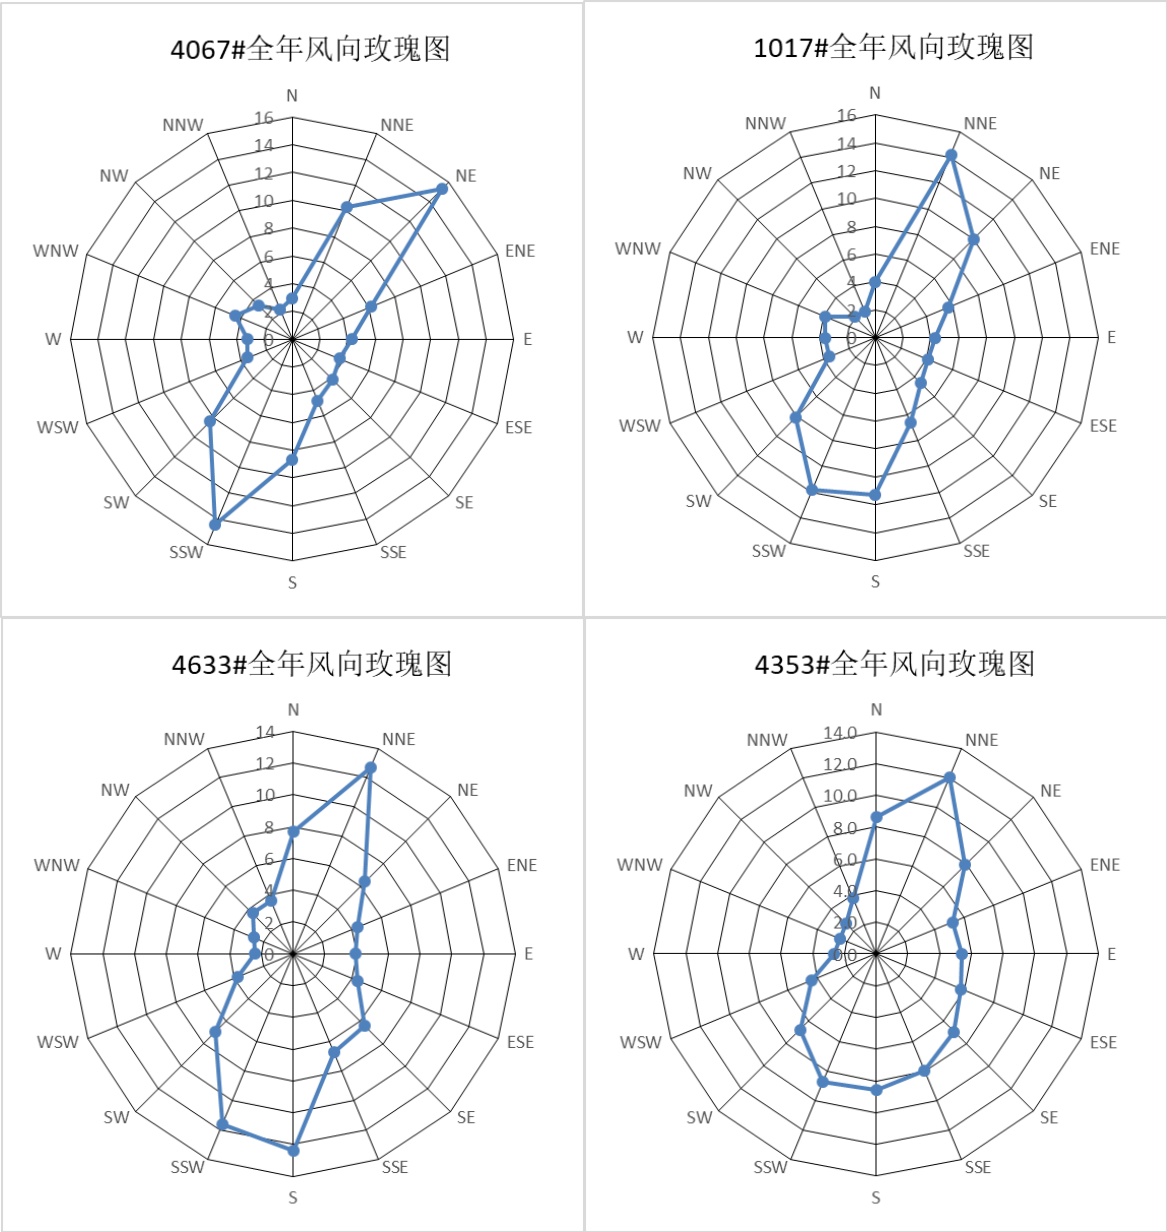 4067#全年风向玫瑰图
N
NNW
16
NNE
14
NW
12
NE
10
8
WNW
6
ENE
4
2
W
0
E
WSW
ESE
SW
SE
SSW
SSE
S
1017#全年风向玫瑰图
N
NNW
16
NNE
14
NW
12
NE
10
8
WNW
6
ENE
4
2
W
0
E
WSW
ESE
SW
SE
SSW
SSE
S
4633#全年风向玫瑰图
N
NNW
14
NNE
12
NW
10
NE
8
WNW
6
ENE
4
2
W
0
E
WSW
ESE
SW
SE
SSW
SSE
S
4353#全年风向玫瑰图
N
NNW
14.0
NNE
12.0
NW
10.0
NE
8.0
WNW
6.0
ENE
4.0
2.0
W
0.0
E
WSW
ESE
SW
SE
SSW
SSE
S